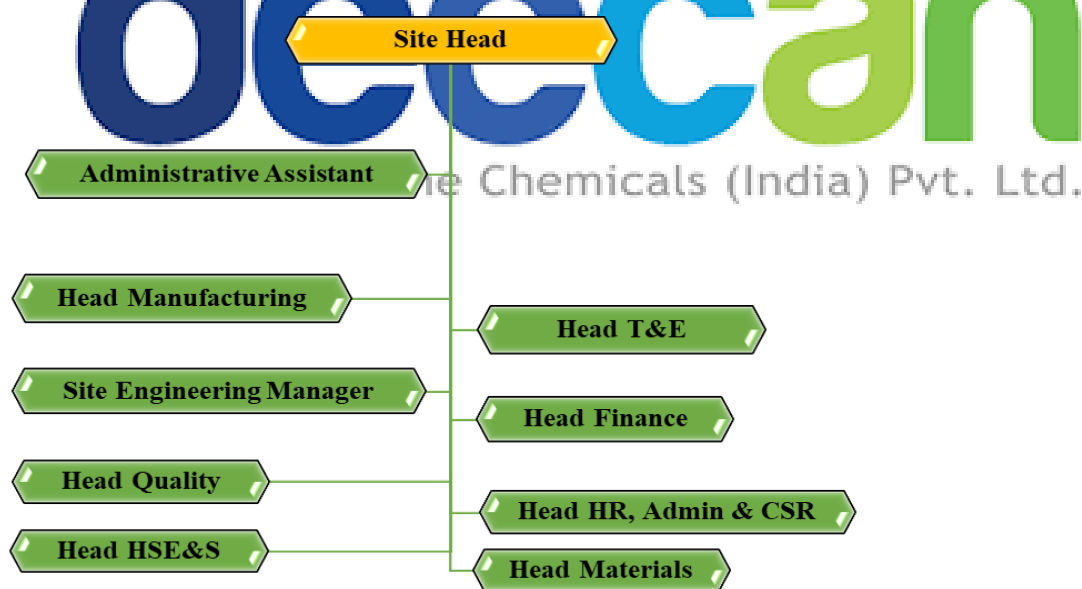 deccan
Site Head
Administrative Assistant
Chemicals (India) Pvt. Ltd.
Head Manufacturing
Head T&E
Site Engineering Manager
Head Finance
Head Quality
Head HR, Admin & CSR
Head HSE&S
Head Materials